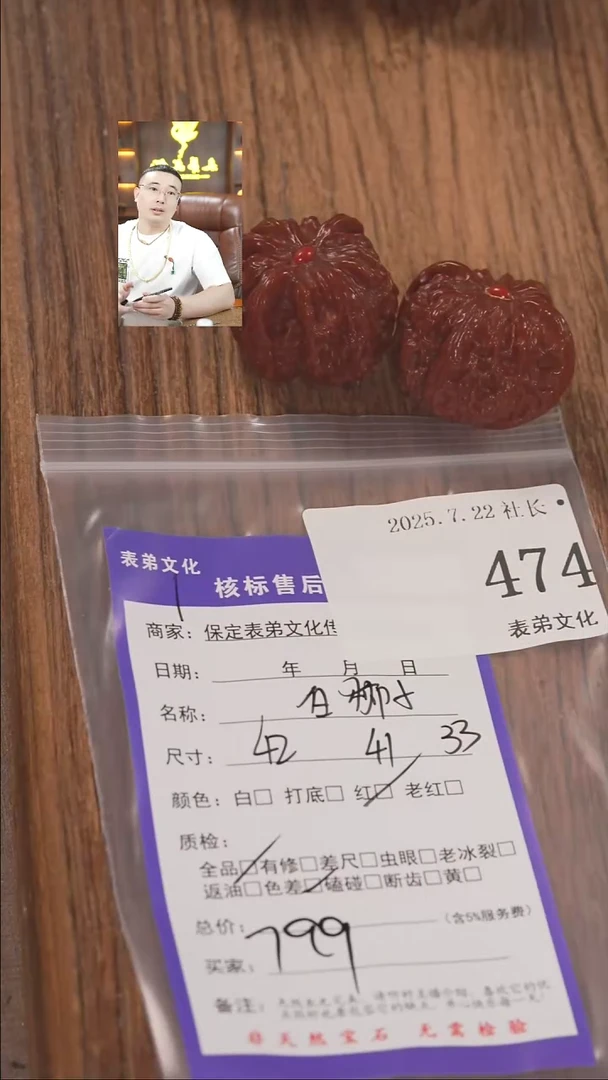 2025.7.22 社长
474
表弟文化
表弟文化
核标售后
商家: 保定表弟文化传
日期: 年 月 日
名称: 白狮子
尺寸: 42 41 33
颜色: 白□ 打底□ 红□ 老红□
质检:
全品□有修□差尺□虫眼□老冰裂□
返油□色差□磕碰□断齿□黄□
总价: 799 (含5%服务费)
买家:
备注:
非天然宝石 无需检验